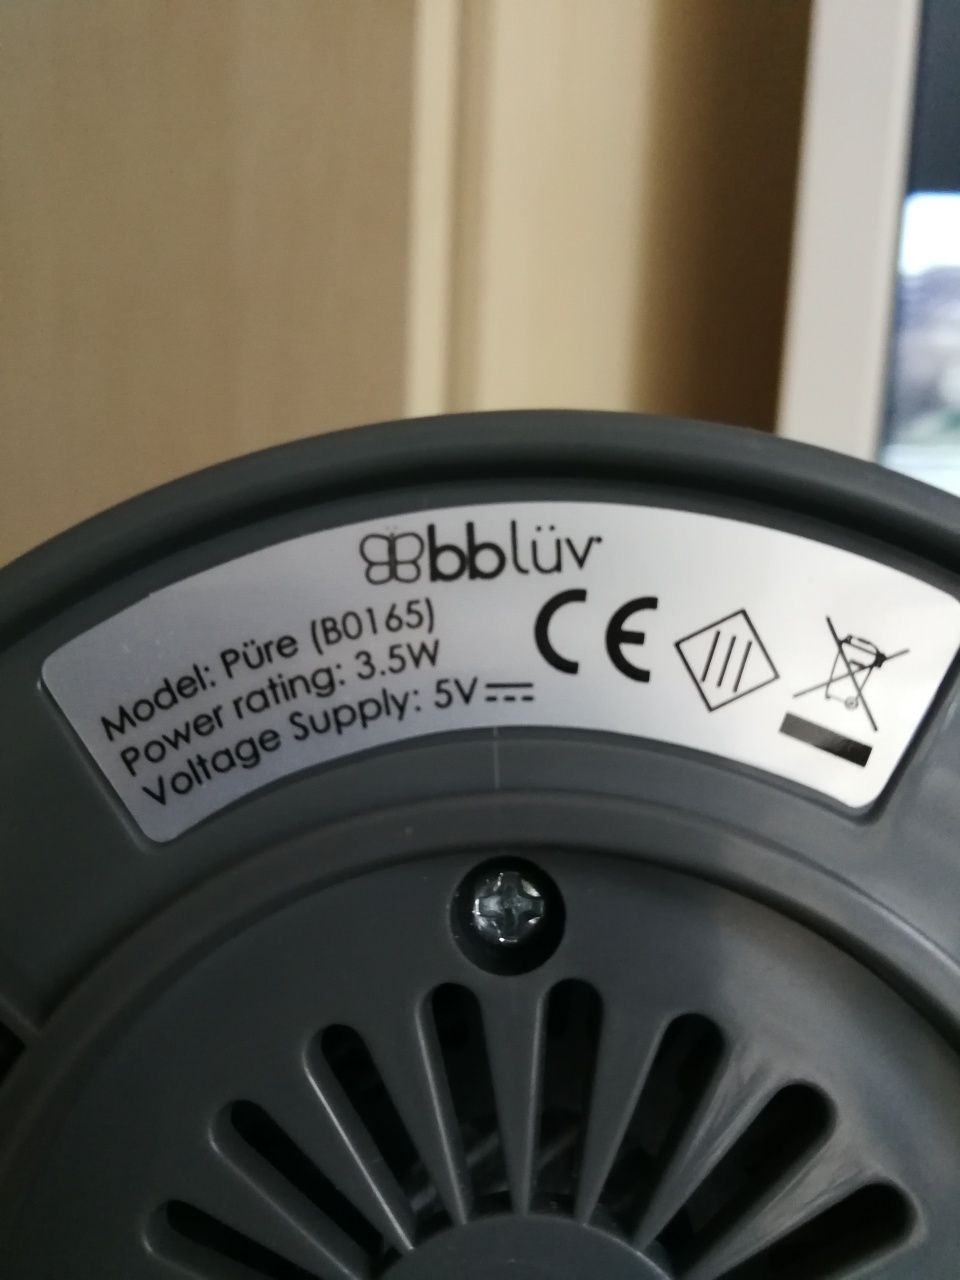 bblüv
Model: Püre (B0165)
Power rating: 3.5W
Voltage Supply: 5V
CE